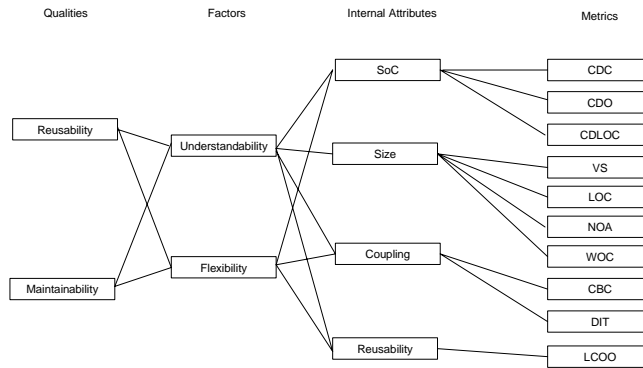 Qualities Factors Internal Attributes Metrics
SoC CDC
CDO
Reusability CDLOC
Understandability Size VS
LOC
NOA
Flexibility Coupling WOC
Maintainability CBC
DIT
Reusability LCOO